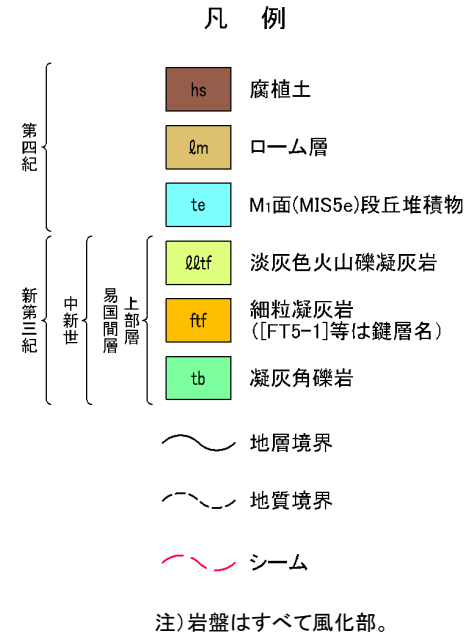 凡 例
第四紀
hs 腐植土
ℓm ローム層
te M₁面(MIS5e)段丘堆積物
新第三紀
中新世
易国間層
上部層
ℓℓtf 淡灰色火山礫凝灰岩
ftf 細粒凝灰岩
([FT5-1]等は鍵層名)
tb 凝灰角礫岩
地層境界
地質境界
シーム
注)岩盤はすべて風化部。